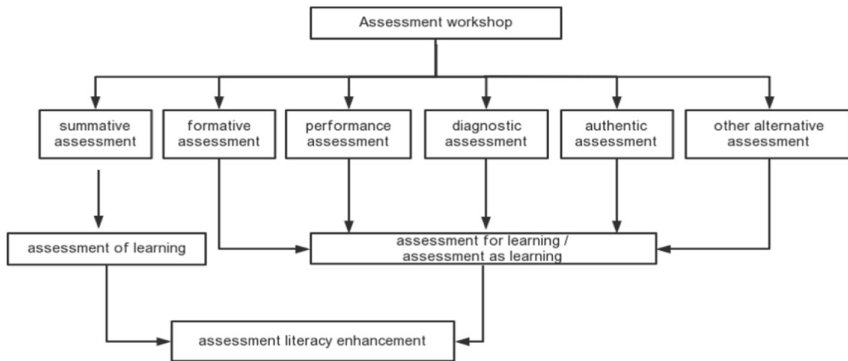 Assessment workshop
summative
assessment
formative
assessment
performance
assessment
diagnostic
assessment
authentic
assessment
other alternative
assessment
assessment of learning
assessment for learning /
assessment as learning
assessment literacy enhancement